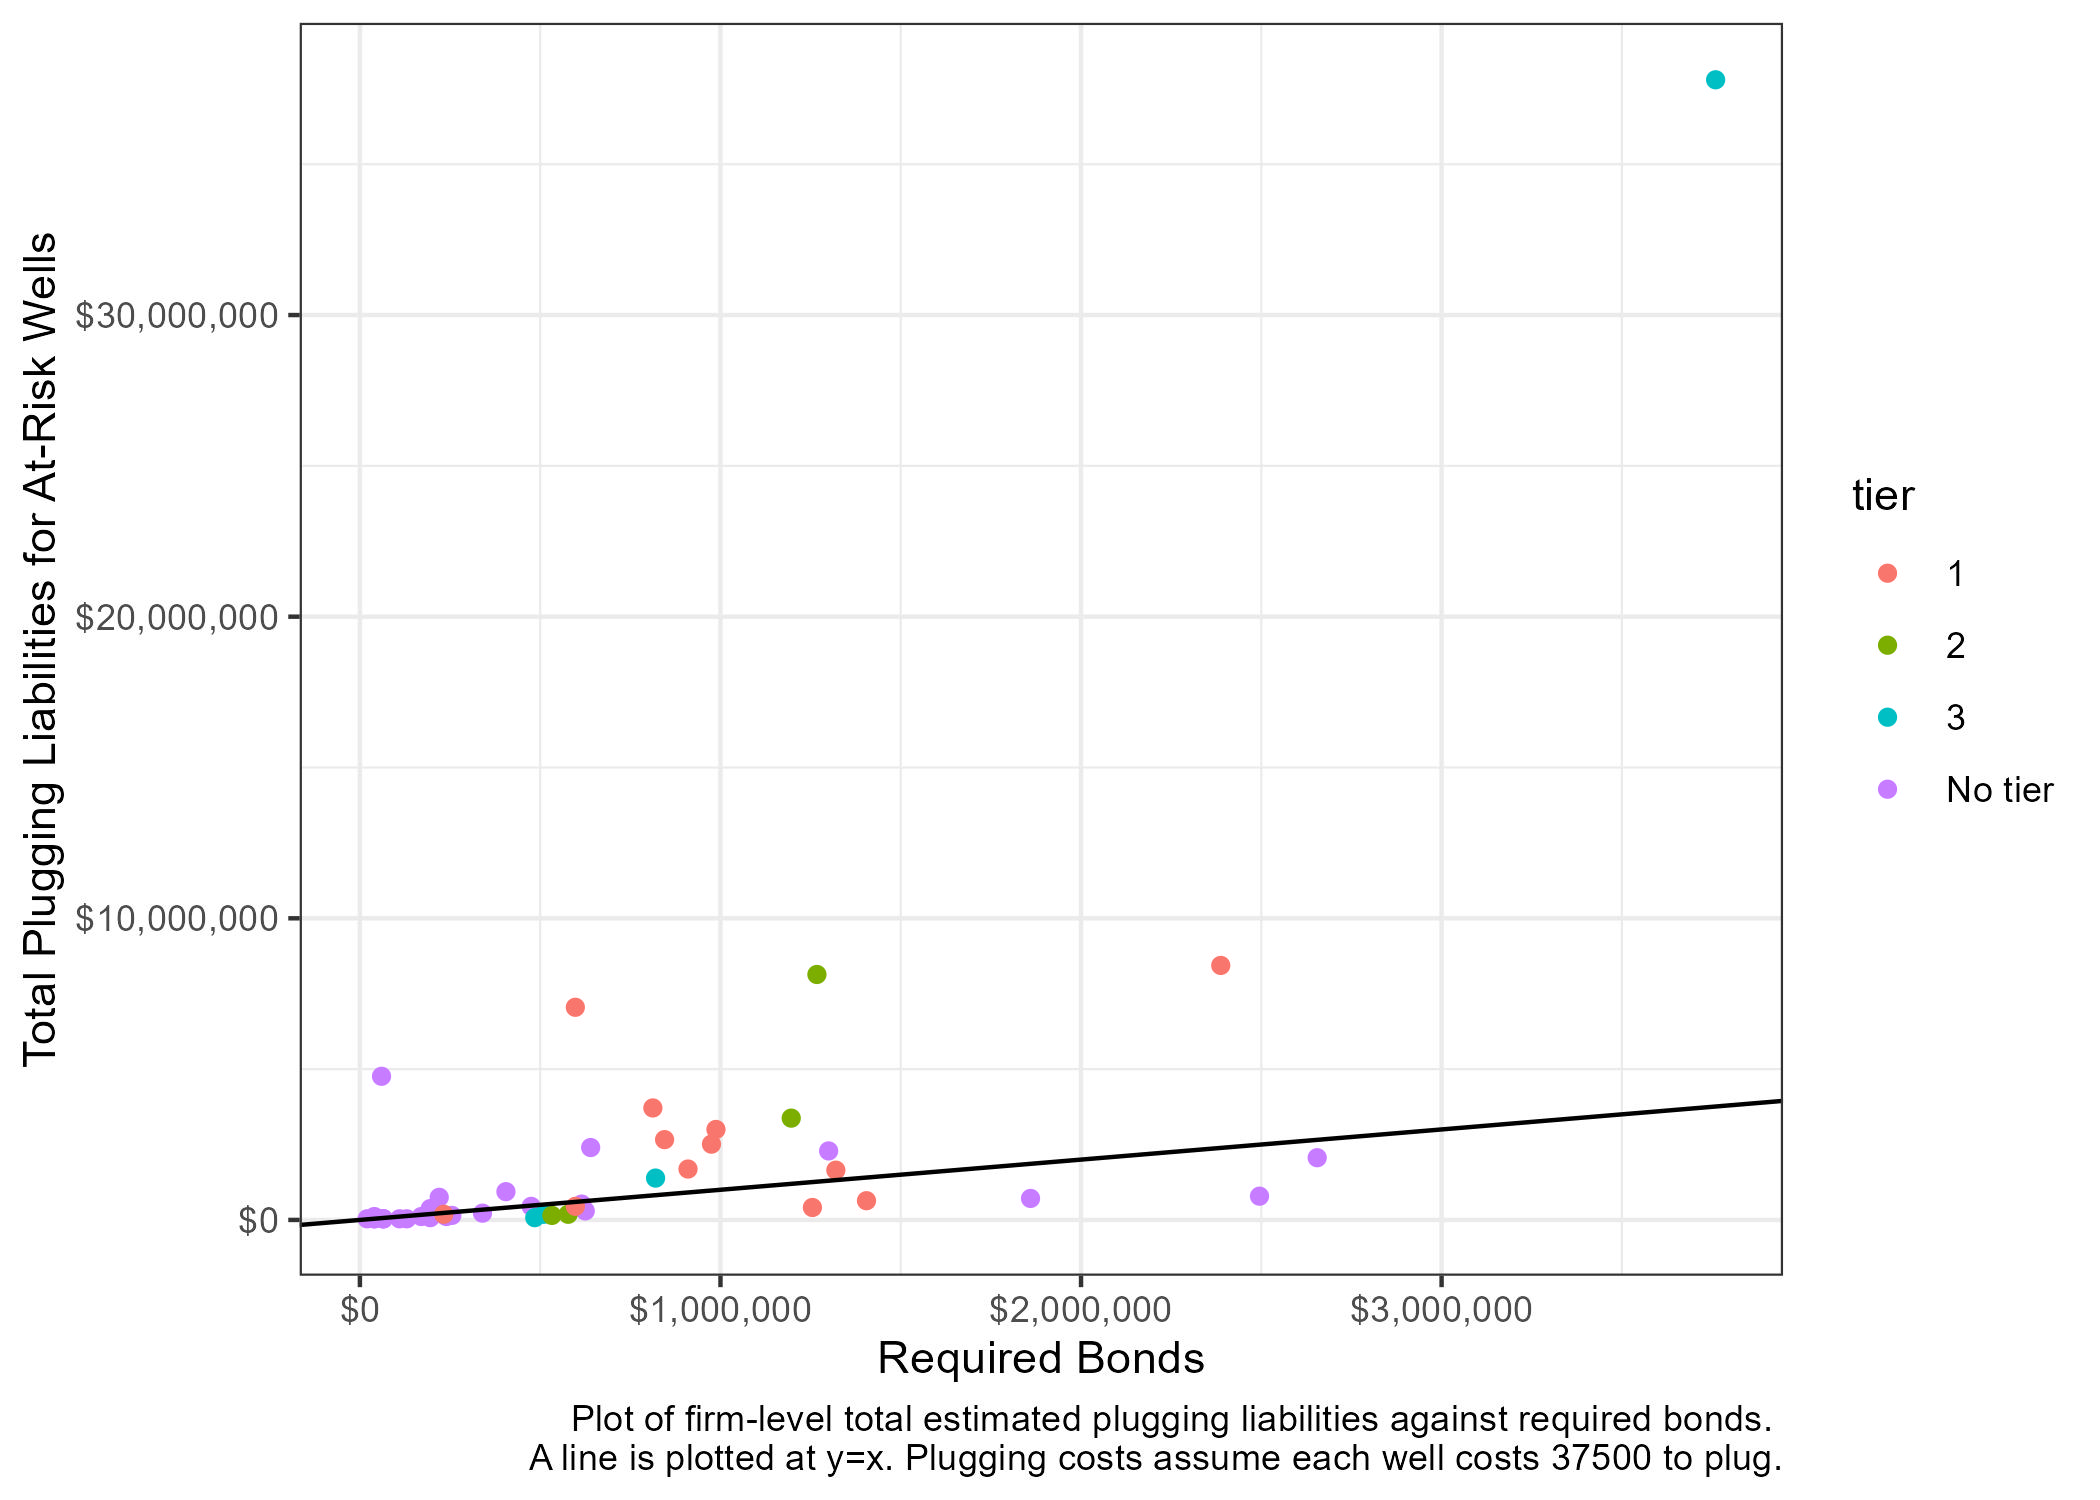 Total Plugging Liabilities for At-Risk Wells
$30,000,000
$20,000,000
$10,000,000
$0
$0
$1,000,000
$2,000,000
$3,000,000
Required Bonds
tier
1
2
3
No tier
Plot of firm-level total estimated plugging liabilities against required bonds.
A line is plotted at y=x. Plugging costs assume each well costs 37500 to plug.